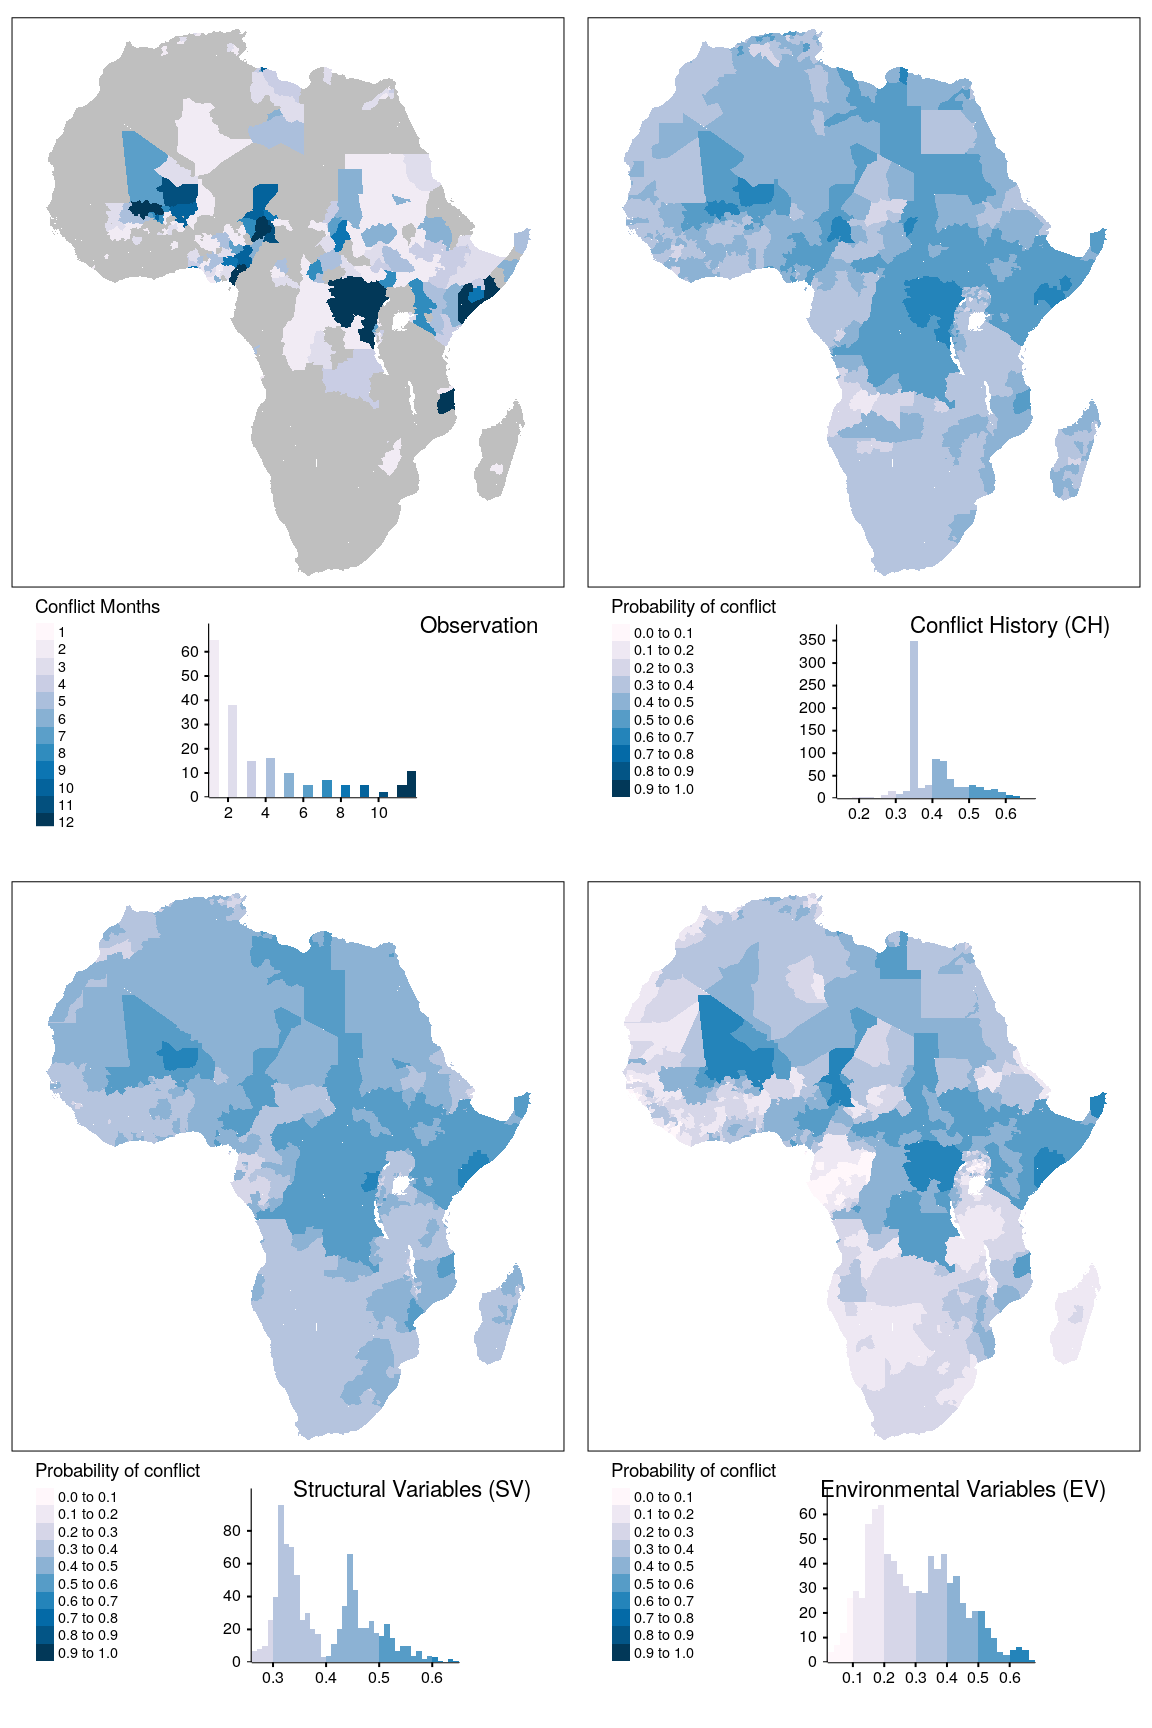 Conflict Months
Observation
1
2
3
4
5
6
7
8
9
10
11
12
60
50
40
30
20
10
0
2 4 6 8 10
Probability of conflict
Conflict History (CH)
0.0 to 0.1
0.1 to 0.2
0.2 to 0.3
0.3 to 0.4
0.4 to 0.5
0.5 to 0.6
0.6 to 0.7
0.7 to 0.8
0.8 to 0.9
0.9 to 1.0
350
300
250
200
150
100
50
0
0.2 0.3 0.4 0.5 0.6
Probability of conflict
Structural Variables (SV)
0.0 to 0.1
0.1 to 0.2
0.2 to 0.3
0.3 to 0.4
0.4 to 0.5
0.5 to 0.6
0.6 to 0.7
0.7 to 0.8
0.8 to 0.9
0.9 to 1.0
80
60
40
20
0
0.3 0.4 0.5 0.6
Probability of conflict
Environmental Variables (EV)
0.0 to 0.1
0.1 to 0.2
0.2 to 0.3
0.3 to 0.4
0.4 to 0.5
0.5 to 0.6
0.6 to 0.7
0.7 to 0.8
0.8 to 0.9
0.9 to 1.0
60
50
40
30
20
10
0
0.1 0.2 0.3 0.4 0.5 0.6